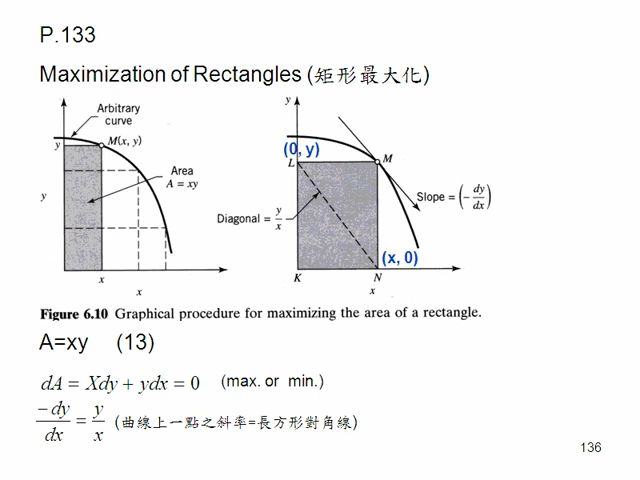 P.133
Maximization of Rectangles (矩形最大化)
Arbitrary
curve
y
M(x, y)
Area
A = xy
y
x
x
y
(0, y)
L
M
Slope = (-dy/dx)
Diagonal = y/x
(x, 0)
K
N
x
Figure 6.10 Graphical procedure for maximizing the area of a rectangle.
A=xy (13)
dA = Xdy + ydx = 0 (max. or min.)
-dy/dx = y/x (曲線上一點之斜率=長方形對角線)
136